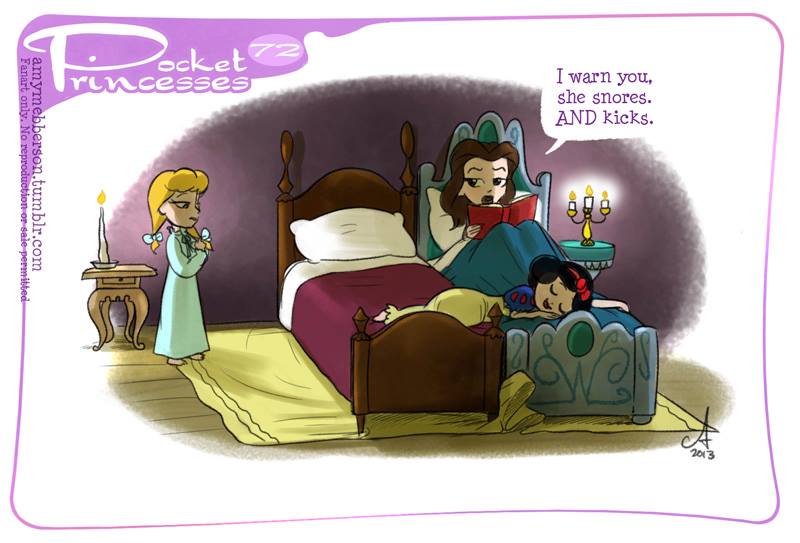 Pocket
Princesses
72
amymebberson.tumblr.com
Fanart only. No reproduction or sale permitted
I warn you,
she snores.
AND kicks.
A
2013